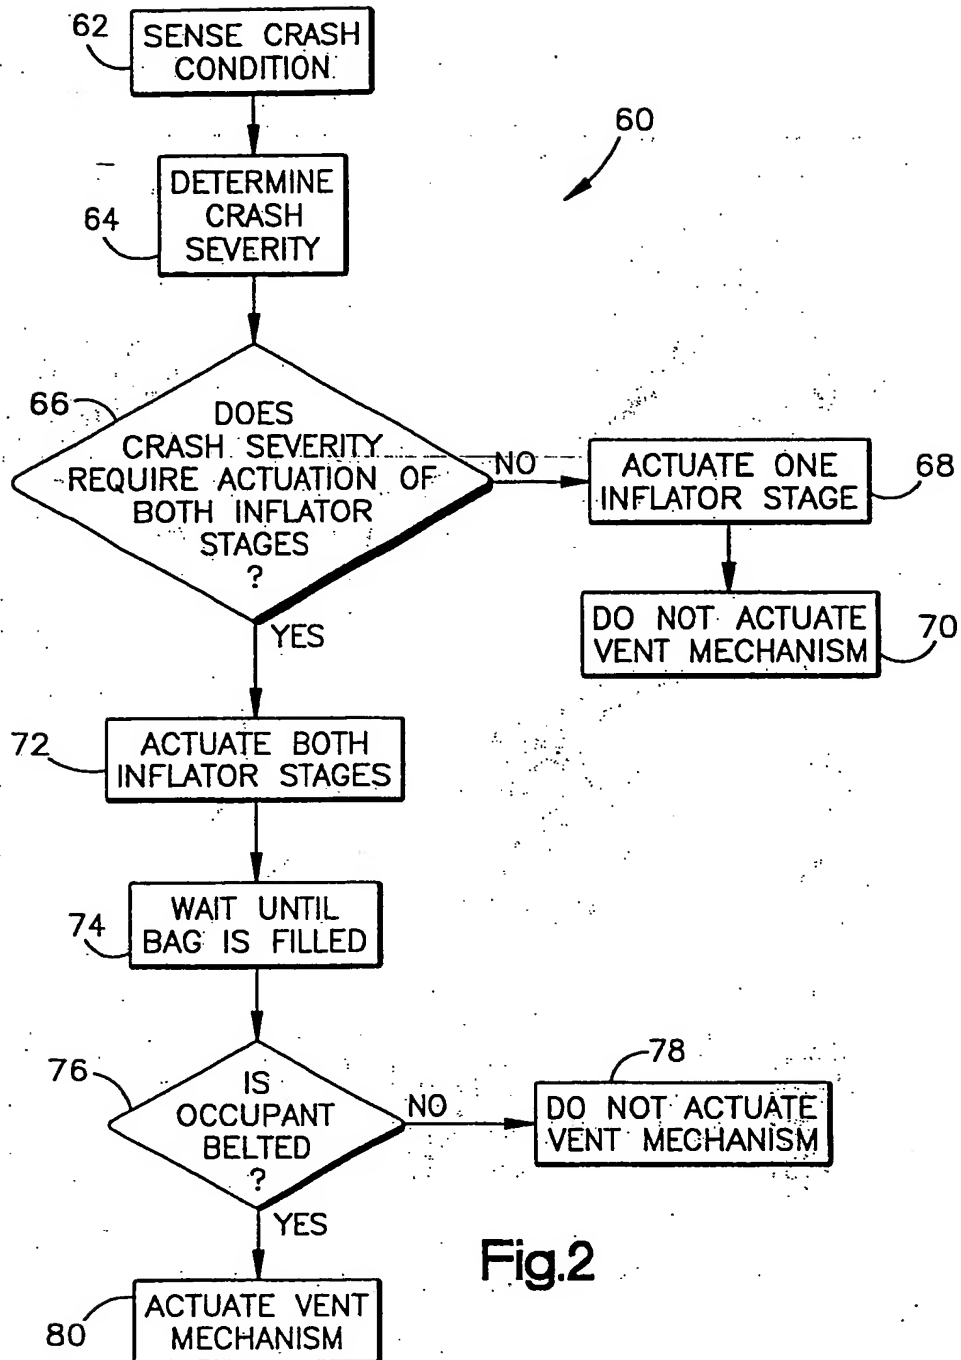 62
SENSE CRASH
CONDITION
60
64
DETERMINE
CRASH
SEVERITY
66
DOES
CRASH SEVERITY
REQUIRE ACTUATION OF
BOTH INFLATOR
STAGES
?
NO
ACTUATE ONE
INFLATOR STAGE
68
YES
DO NOT ACTUATE
VENT MECHANISM
70
72
ACTUATE BOTH
INFLATOR STAGES
74
WAIT UNTIL
BAG IS FILLED
76
IS
OCCUPANT
BELTED
?
NO
78
DO NOT ACTUATE
VENT MECHANISM
YES
80
ACTUATE VENT
MECHANISM
Fig.2